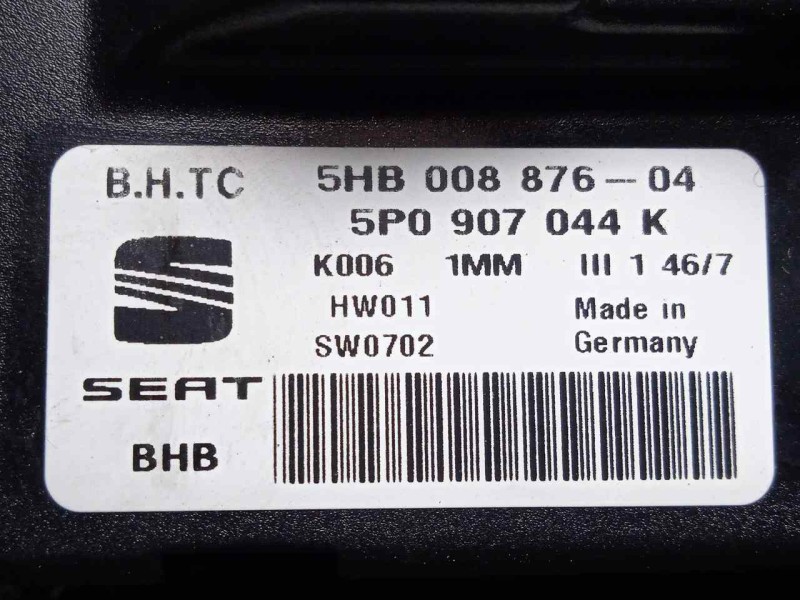 B.H.TC 5HB 008 876-04
5P0 907 044 K
K006 1MM III 1 46/7
HW011 Made in
SW0702 Germany
SEAT
BHB